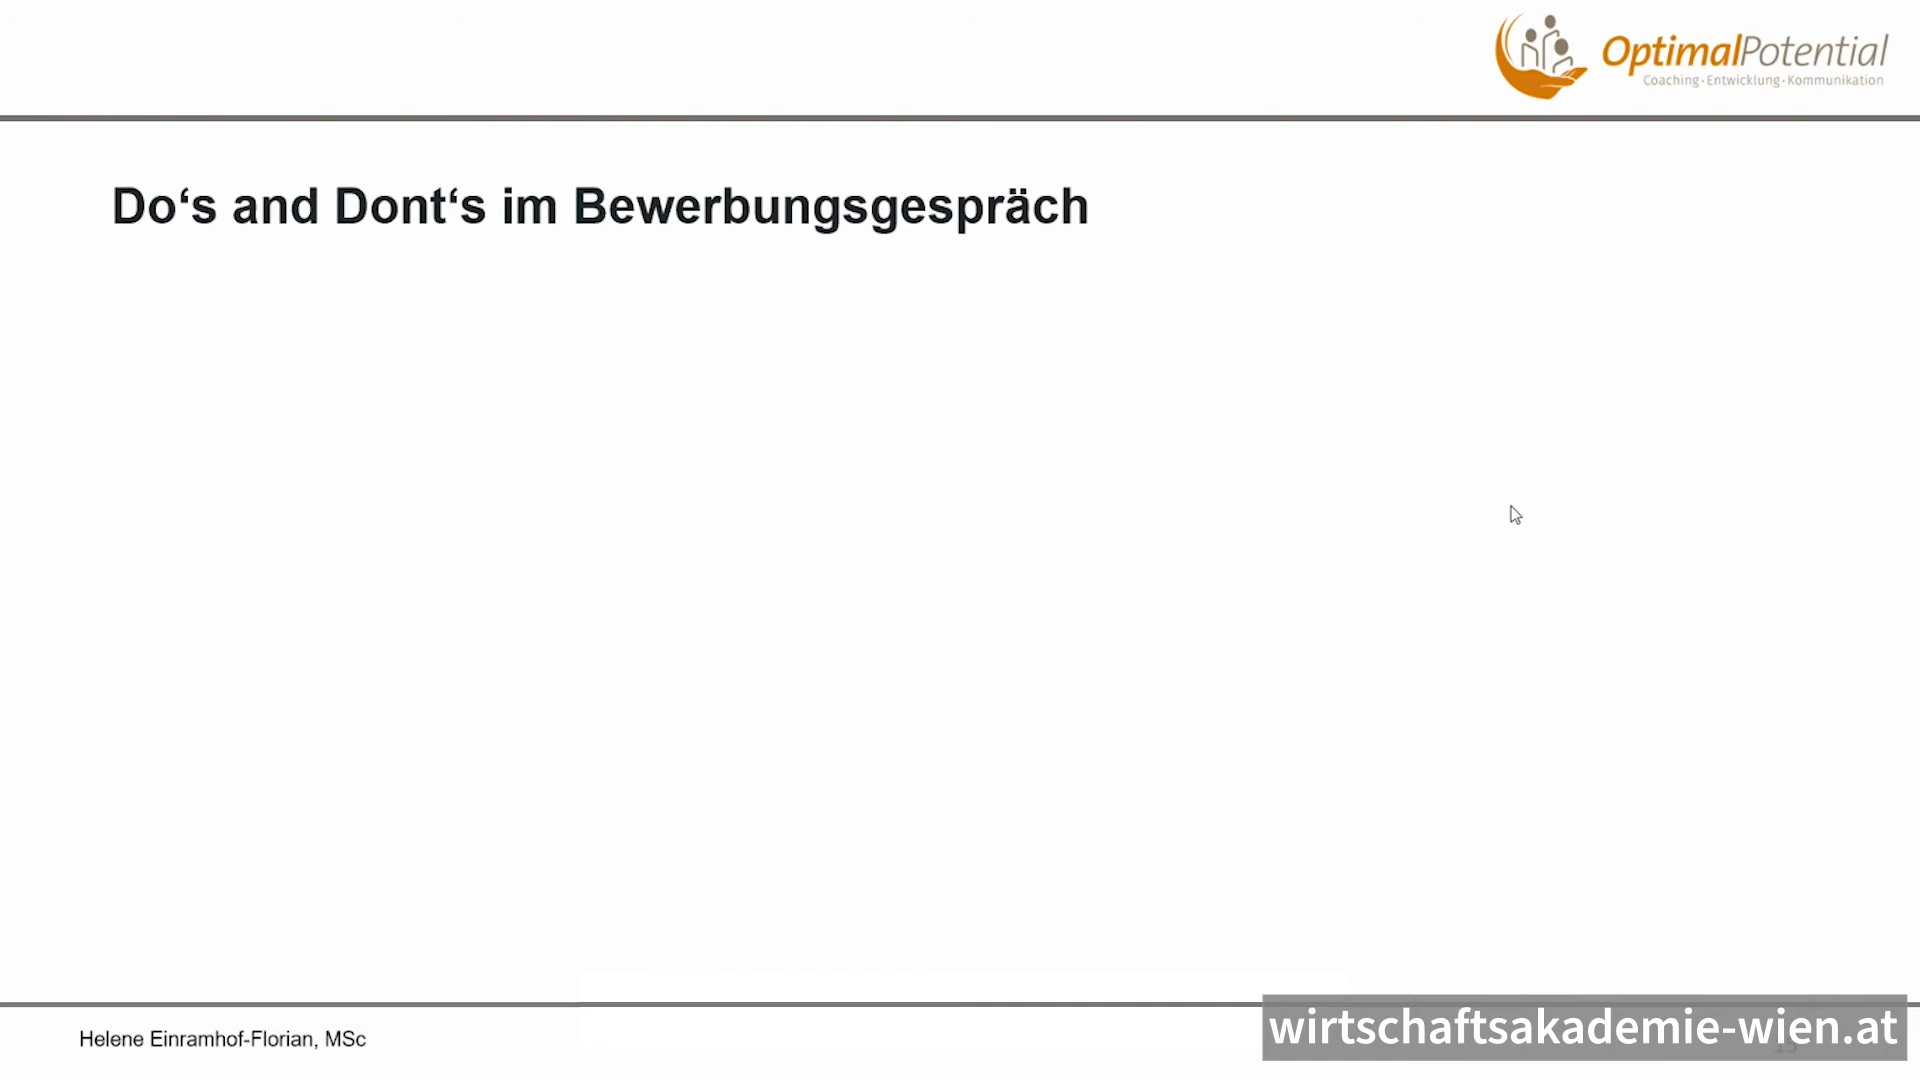 OptimalPotential
Coaching·Entwicklung·Kommunikation
Do‘s and Dont‘s im Bewerbungsgespräch
Helene Einramhof-Florian, MSc
wirtschaftsakademie-wien.at